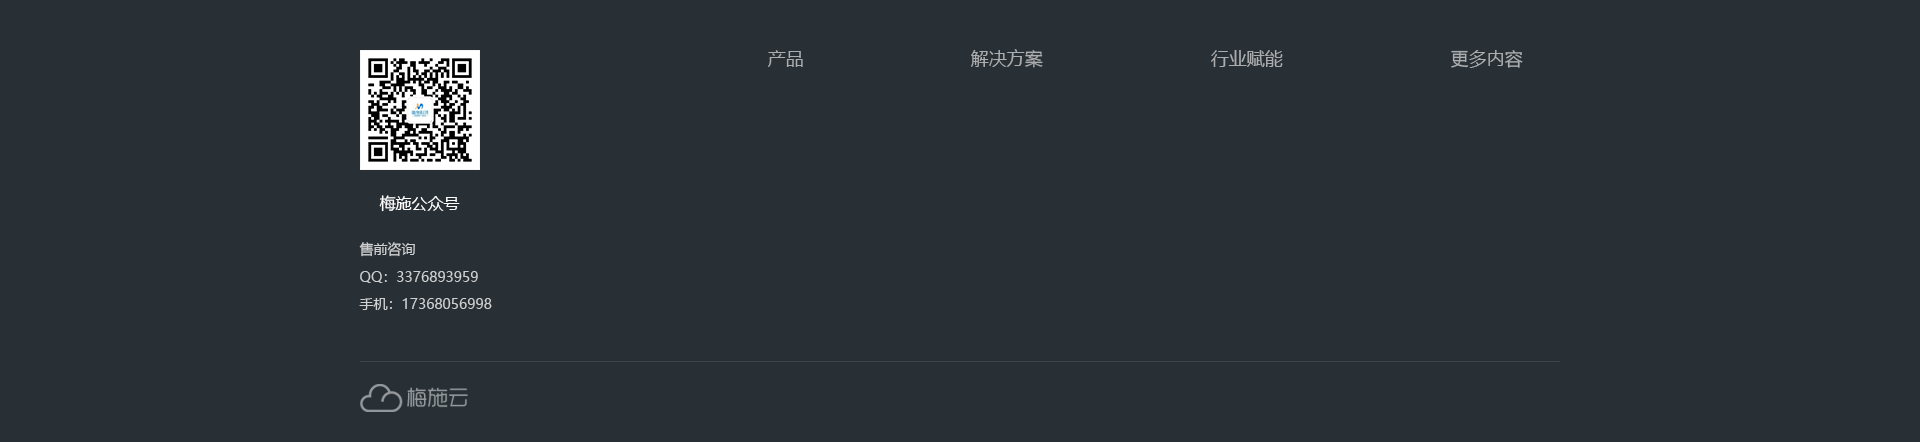 产品
解决方案
行业赋能
更多内容
梅施公众号
售前咨询
QQ：3376893959
手机：17368056998
梅施云